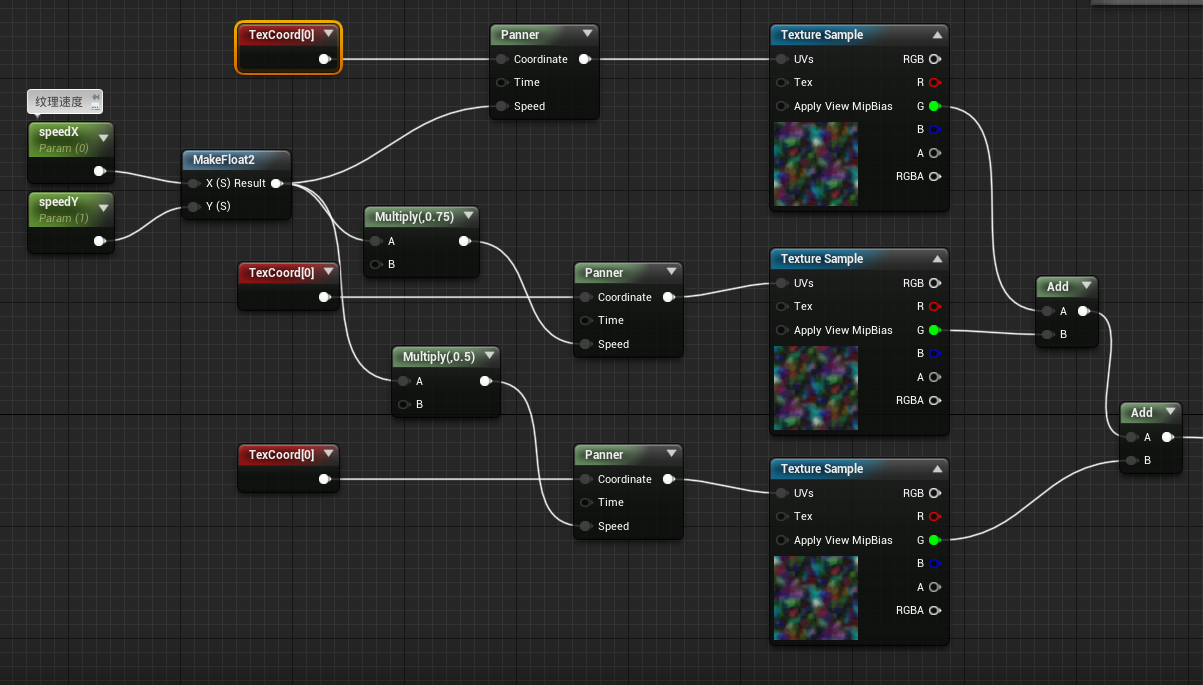 TexCoord[0]
Panner
Coordinate
Time
Speed
Texture Sample
UVs RGB
Tex R
Apply View MipBias G
B
A
RGBA
纹理速度
speedX
Param (0)
speedY
Param (1)
MakeFloat2
X (S) Result
Y (S)
Multiply(,0.75)
A
B
TexCoord[0]
Panner
Coordinate
Time
Speed
Texture Sample
UVs RGB
Tex R
Apply View MipBias G
B
A
RGBA
Add
A
B
Multiply(,0.5)
A
B
Add
A
B
TexCoord[0]
Panner
Coordinate
Time
Speed
Texture Sample
UVs RGB
Tex R
Apply View MipBias G
B
A
RGBA